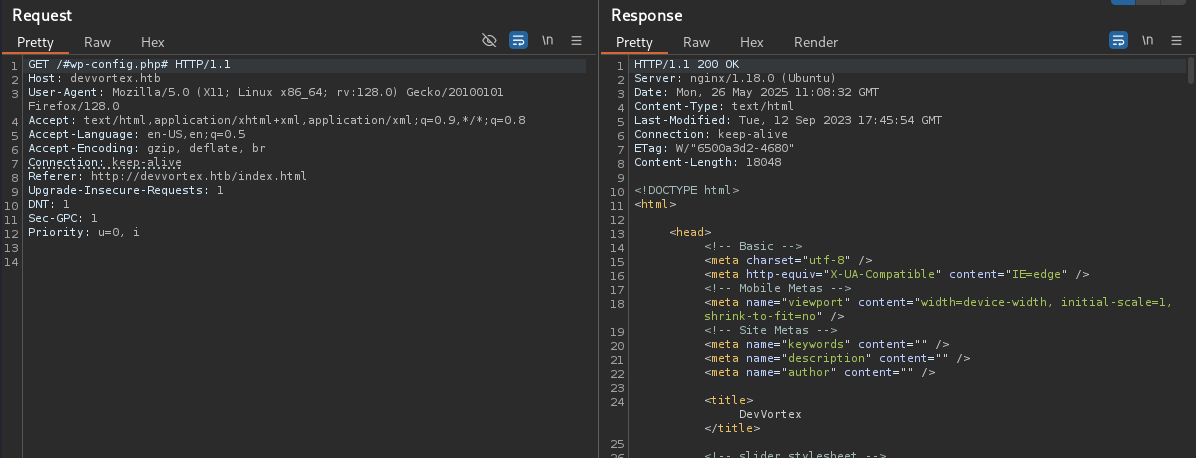 Request
Pretty Raw Hex \n
1 GET /#wp-config.php# HTTP/1.1
2 Host: devvortex.htb
3 User-Agent: Mozilla/5.0 (X11; Linux x86_64; rv:128.0) Gecko/20100101
Firefox/128.0
4 Accept: text/html,application/xhtml+xml,application/xml;q=0.9,*/*;q=0.8
5 Accept-Language: en-US,en;q=0.5
6 Accept-Encoding: gzip, deflate, br
7 Connection: keep-alive
8 Referer: http://devvortex.htb/index.html
9 Upgrade-Insecure-Requests: 1
10 DNT: 1
11 Sec-GPC: 1
12 Priority: u=0, i
13
14
Response
Pretty Raw Hex Render \n
1 HTTP/1.1 200 OK
2 Server: nginx/1.18.0 (Ubuntu)
3 Date: Mon, 26 May 2025 11:08:32 GMT
4 Content-Type: text/html
5 Last-Modified: Tue, 12 Sep 2023 17:45:54 GMT
6 Connection: keep-alive
7 ETag: W/"6500a3d2-4680"
8 Content-Length: 18048
9
10 <!DOCTYPE html>
11 <html>
12
13 <head>
14 <!-- Basic -->
15 <meta charset="utf-8" />
16 <meta http-equiv="X-UA-Compatible" content="IE=edge" />
17 <!-- Mobile Metas -->
18 <meta name="viewport" content="width=device-width, initial-scale=1,
shrink-to-fit=no" />
19 <!-- Site Metas -->
20 <meta name="keywords" content="" />
21 <meta name="description" content="" />
22 <meta name="author" content="" />
23
24 <title>
DevVortex
</title>
25
26 <!-- slider stylesheet -->